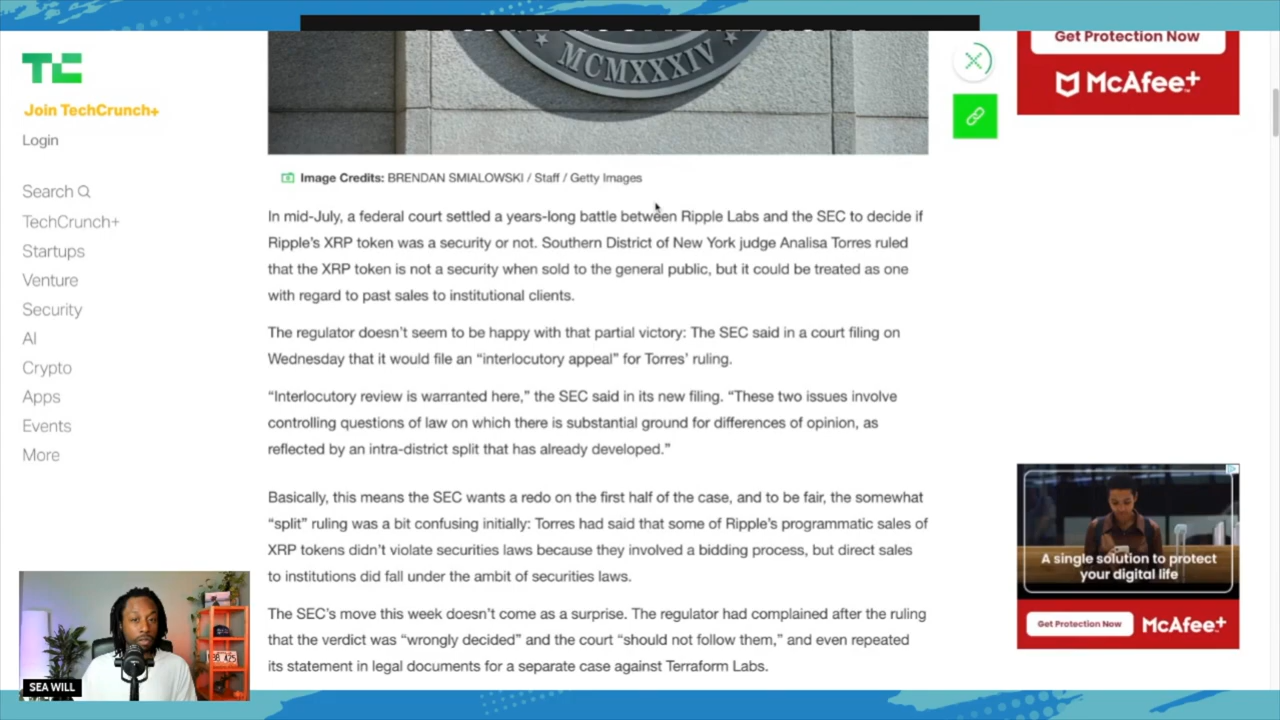 MCMXXXIV
TC
Join TechCrunch+
Login
Search
TechCrunch+
Startups
Venture
Security
AI
Crypto
Apps
Events
More
Image Credits: BRENDAN SMIALOWSKI / Staff / Getty Images
In mid-July, a federal court settled a years-long battle between Ripple Labs and the SEC to decide if
Ripple's XRP token was a security or not. Southern District of New York judge Analisa Torres ruled
that the XRP token is not a security when sold to the general public, but it could be treated as one
with regard to past sales to institutional clients.
The regulator doesn't seem to be happy with that partial victory: The SEC said in a court filing on
Wednesday that it would file an “interlocutory appeal” for Torres' ruling.
“Interlocutory review is warranted here,” the SEC said in its new filing. “These two issues involve
controlling questions of law on which there is substantial ground for differences of opinion, as
reflected by an intra-district split that has already developed.”
Basically, this means the SEC wants a redo on the first half of the case, and to be fair, the somewhat
“split” ruling was a bit confusing initially: Torres had said that some of Ripple's programmatic sales of
XRP tokens didn't violate securities laws because they involved a bidding process, but direct sales
to institutions did fall under the ambit of securities laws.
The SEC's move this week doesn't come as a surprise. The regulator had complained after the ruling
that the verdict was “wrongly decided” and the court “should not follow them,” and even repeated
its statement in legal documents for a separate case against Terraform Labs.
Get Protection Now
McAfee+
A single solution to protect
your digital life
Get Protection Now
McAfee+
SEA WILL